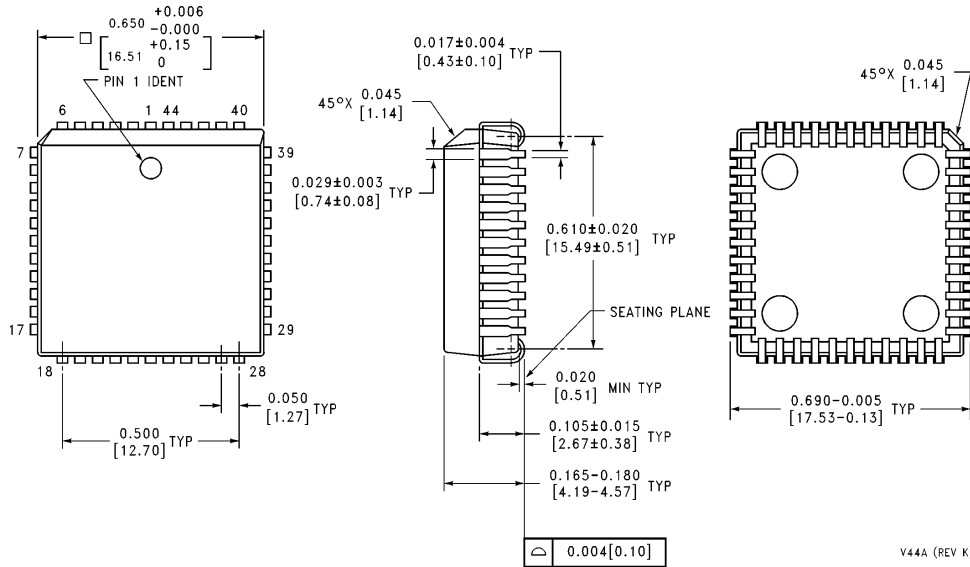 □ 0.650 +0.006 -0.000
[16.51 +0.15 0]
PIN 1 IDENT
6 1 44 40
7 39
17 29
18 28
0.050
[1.27] TYP
0.500
[12.70] TYP
0.017±0.004
[0.43±0.10] TYP
45°X 0.045
[1.14]
0.029±0.003
[0.74±0.08] TYP
0.610±0.020
[15.49±0.51] TYP
SEATING PLANE
0.020
[0.51] MIN TYP
0.105±0.015
[2.67±0.38] TYP
0.165-0.180
[4.19-4.57] TYP
0.004[0.10]
45°X 0.045
[1.14]
0.690-0.005
[17.53-0.13] TYP
V44A (REV K